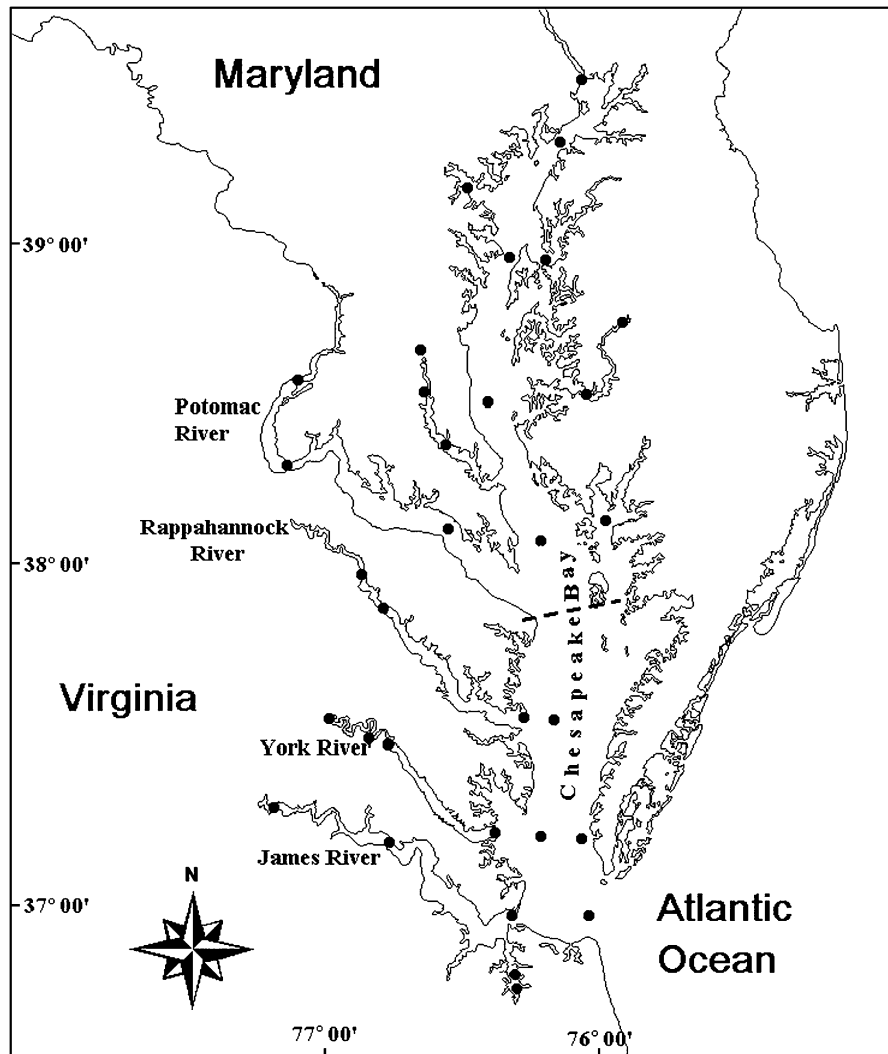 Maryland
39° 00'
Potomac
River
Rappahannock
River
38° 00'
Chesapeake Bay
Virginia
York River
James River
N
37° 00'
Atlantic
Ocean
77° 00'
76° 00'